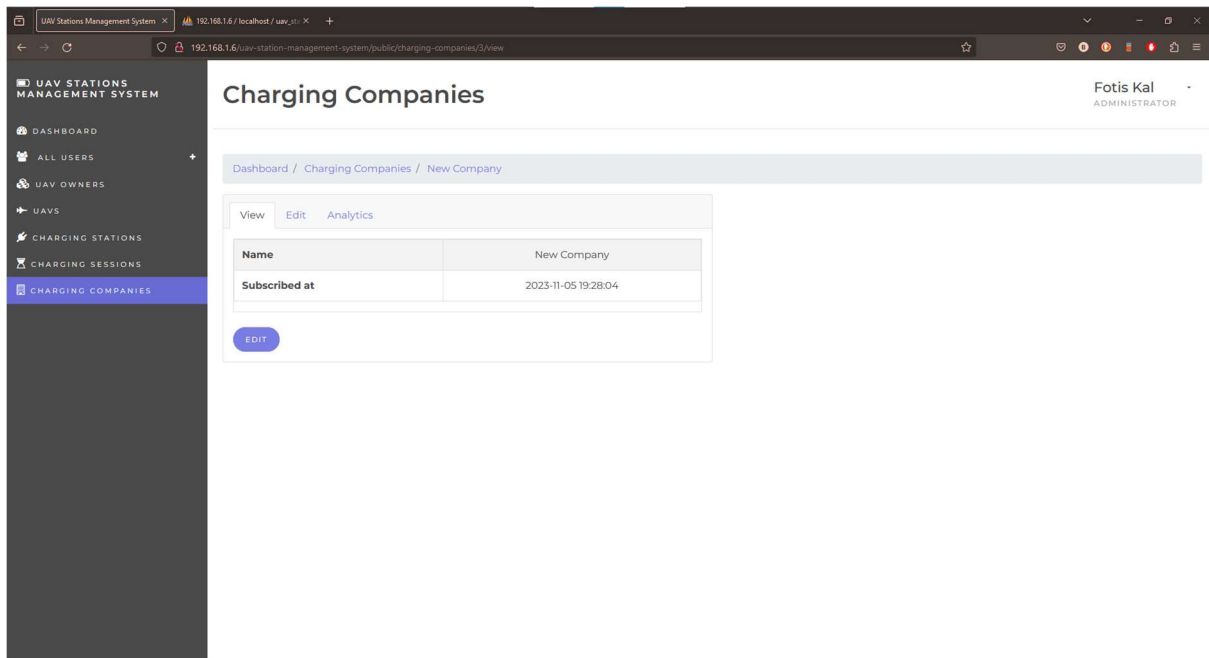 UAV Stations Management System
192.168.1.6 / localhost / uav_sta
192.168.1.6/uav-station-management-system/public/charging-companies/3/view
UAV STATIONS
MANAGEMENT SYSTEM
DASHBOARD
ALL USERS +
UAV OWNERS
UAVS
CHARGING STATIONS
CHARGING SESSIONS
CHARGING COMPANIES
Charging Companies
Fotis Kal
ADMINISTRATOR
Dashboard / Charging Companies / New Company
View Edit Analytics
Name New Company
Subscribed at 2023-11-05 19:28:04
EDIT